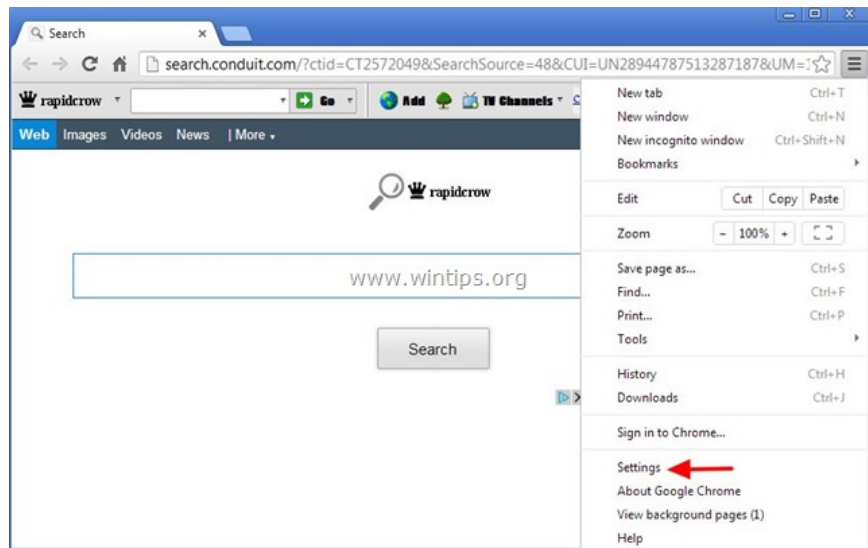 Search
search.conduit.com/?ctid=CT2572049&SearchSource=48&CUI=UN28944787513287187&UM=
rapidcrow Go Add TV Channels
Web Images Videos News | More
rapidcrow
www.wintips.org
Search
New tab Ctrl+T
New window Ctrl+N
New incognito window Ctrl+Shift+N
Bookmarks
Edit Cut Copy Paste
Zoom - 100% +
Save page as... Ctrl+S
Find... Ctrl+F
Print... Ctrl+P
Tools
History Ctrl+H
Downloads Ctrl+J
Sign in to Chrome...
Settings
About Google Chrome
View background pages (1)
Help